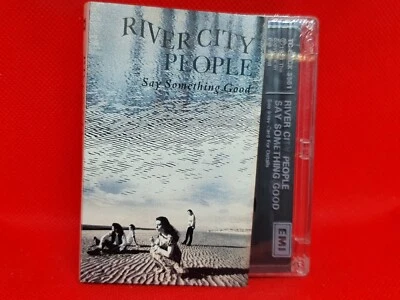 RIVER CITY
PEOPLE
Say Something Good
RIVER CITY PEOPLE
SAY SOMETHING GOOD
EMI